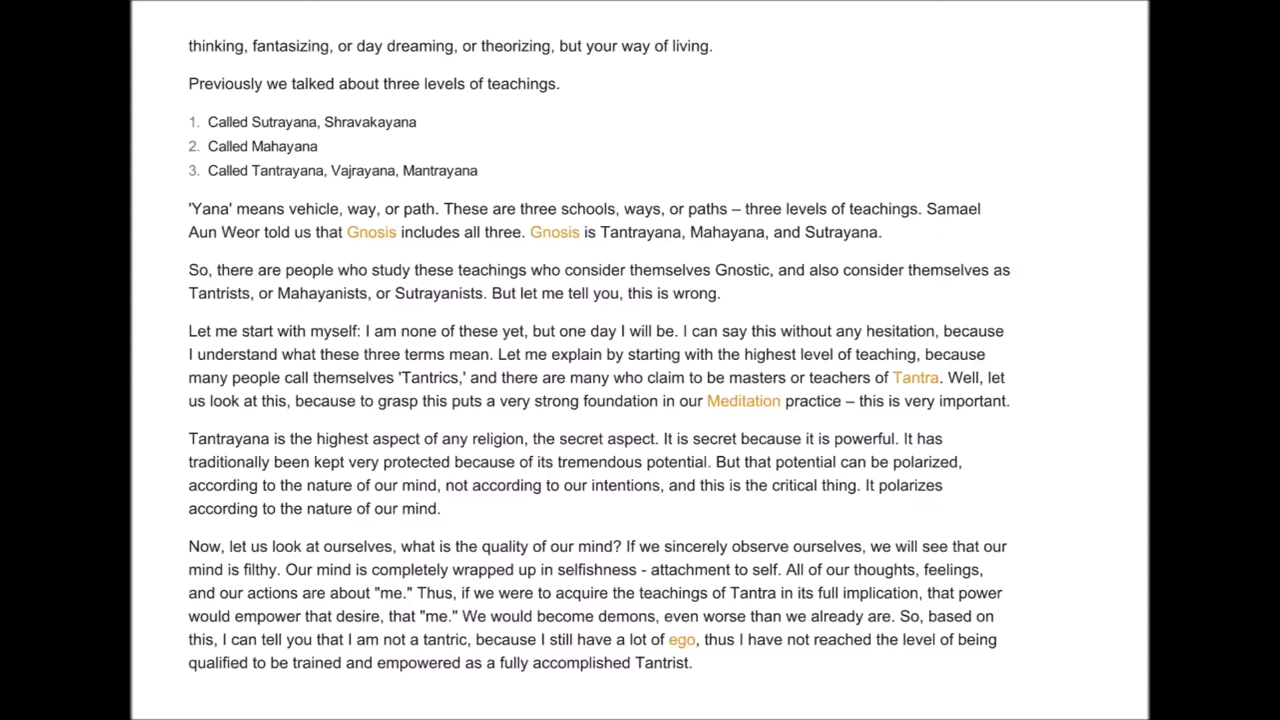 thinking, fantasizing, or day dreaming, or theorizing, but your way of living.
Previously we talked about three levels of teachings.
1. Called Sutrayana, Shravakayana
2. Called Mahayana
3. Called Tantrayana, Vajrayana, Mantrayana
'Yana' means vehicle, way, or path. These are three schools, ways, or paths – three levels of teachings. Samael
Aun Weor told us that Gnosis includes all three. Gnosis is Tantrayana, Mahayana, and Sutrayana.
So, there are people who study these teachings who consider themselves Gnostic, and also consider themselves as
Tantrists, or Mahayanists, or Sutrayanists. But let me tell you, this is wrong.
Let me start with myself: I am none of these yet, but one day I will be. I can say this without any hesitation, because
I understand what these three terms mean. Let me explain by starting with the highest level of teaching, because
many people call themselves 'Tantrics,' and there are many who claim to be masters or teachers of Tantra. Well, let
us look at this, because to grasp this puts a very strong foundation in our Meditation practice – this is very important.
Tantrayana is the highest aspect of any religion, the secret aspect. It is secret because it is powerful. It has
traditionally been kept very protected because of its tremendous potential. But that potential can be polarized,
according to the nature of our mind, not according to our intentions, and this is the critical thing. It polarizes
according to the nature of our mind.
Now, let us look at ourselves, what is the quality of our mind? If we sincerely observe ourselves, we will see that our
mind is filthy. Our mind is completely wrapped up in selfishness - attachment to self. All of our thoughts, feelings,
and our actions are about "me." Thus, if we were to acquire the teachings of Tantra in its full implication, that power
would empower that desire, that "me." We would become demons, even worse than we already are. So, based on
this, I can tell you that I am not a tantric, because I still have a lot of ego, thus I have not reached the level of being
qualified to be trained and empowered as a fully accomplished Tantrist.